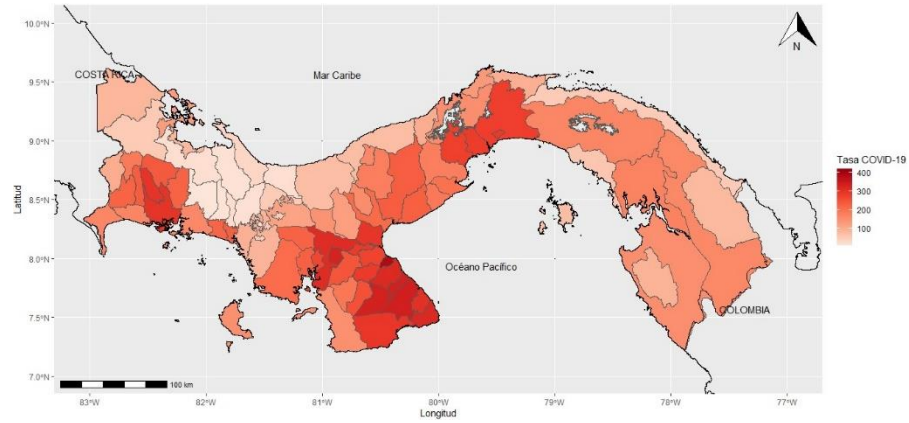 10.0°N
9.5°N
9.0°N
8.5°N
8.0°N
7.5°N
7.0°N
Latitud
COSTA RICA
Mar Caribe
N
Tasa COVID-19
400
300
200
100
Océano Pacífico
COLOMBIA
100 km
83°W
82°W
81°W
80°W
79°W
78°W
77°W
Longitud